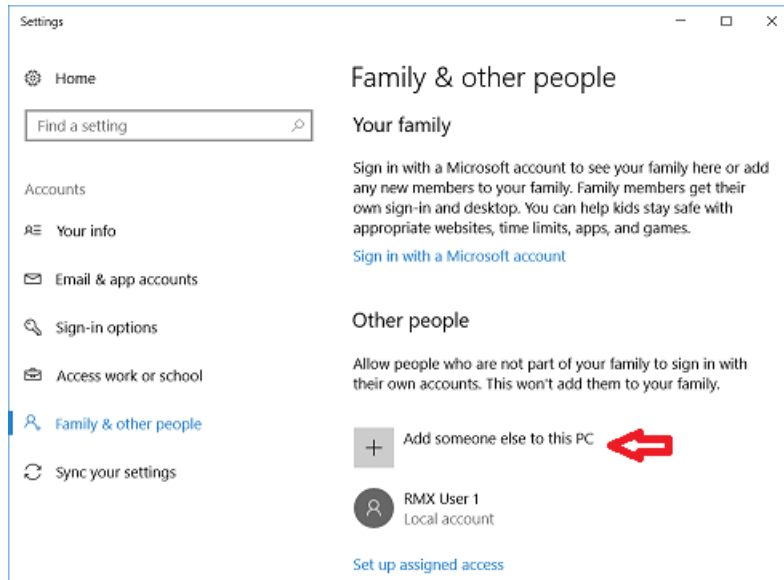 Settings
Home
Find a setting
Accounts
Your info
Email & app accounts
Sign-in options
Access work or school
Family & other people
Sync your settings
Family & other people
Your family
Sign in with a Microsoft account to see your family here or add
any new members to your family. Family members get their
own sign-in and desktop. You can help kids stay safe with
appropriate websites, time limits, apps, and games.
Sign in with a Microsoft account
Other people
Allow people who are not part of your family to sign in with
their own accounts. This won't add them to your family.
Add someone else to this PC
RMX User 1
Local account
Set up assigned access